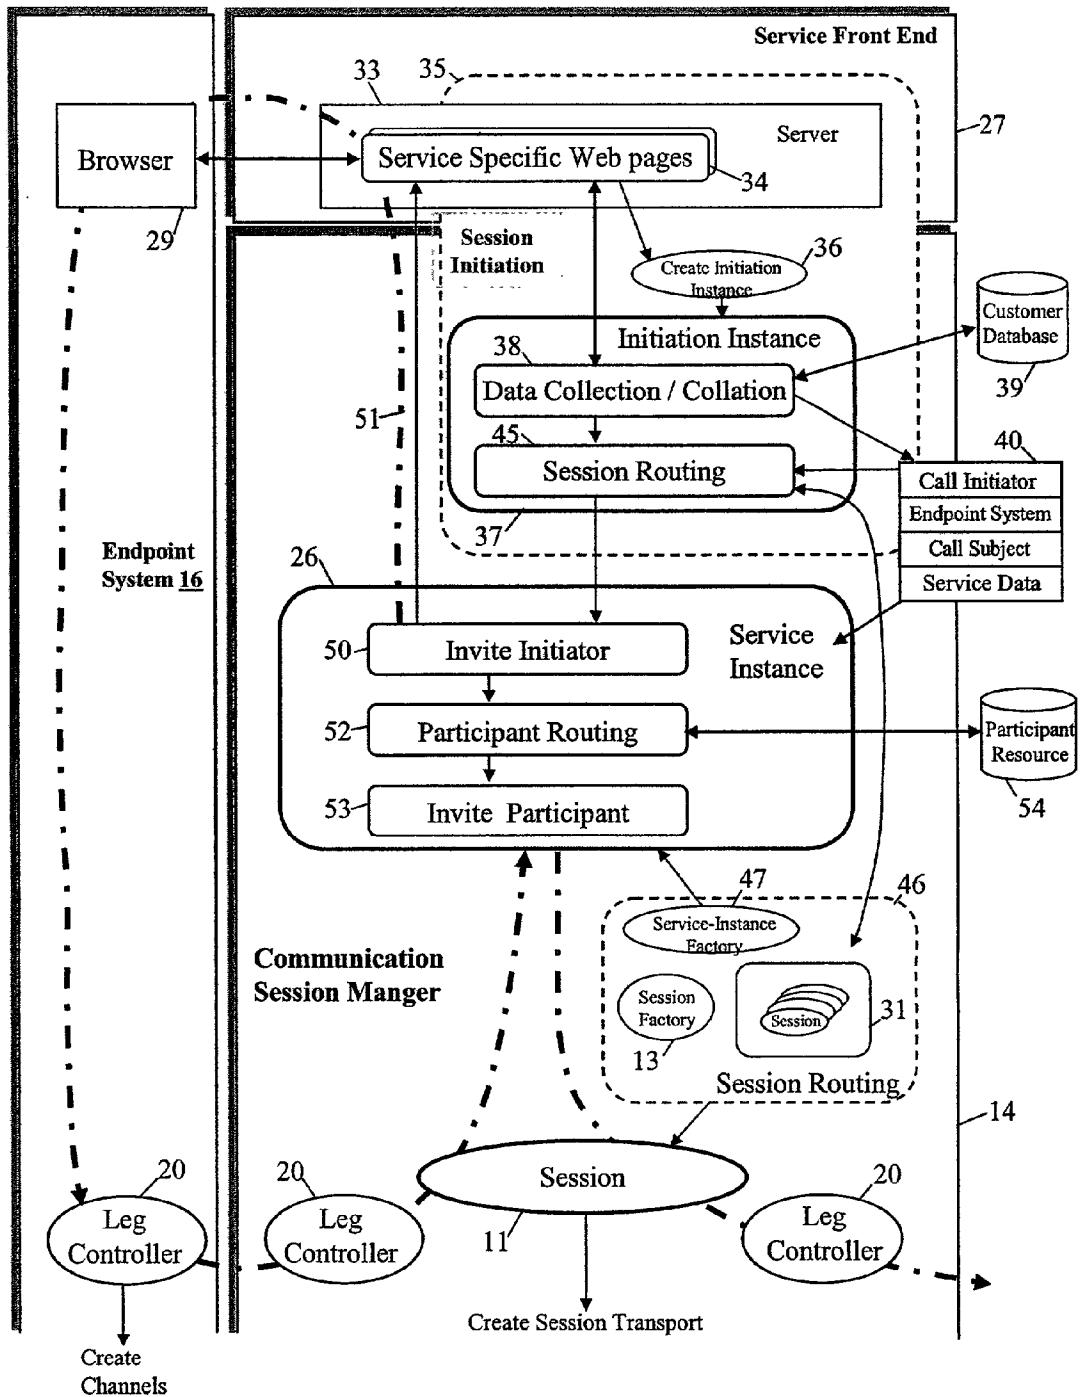 Service Front End
35
33
27
Server
Browser
Service Specific Web pages
34
29
Session
Initiation
36
Create Initiation
Instance
Customer
Database
39
Initiation Instance
38
Data Collection / Collation
51
45
Session Routing
37
40
Call Initiator
Endpoint System
Call Subject
Service Data
Endpoint
System 16
26
50
Invite Initiator
Service
Instance
52
Participant Routing
Participant
Resource
54
53
Invite Participant
47
46
Service-Instance
Factory
Communication
Session Manger
Session
Factory
13
Session
31
Session Routing
14
20
Leg
Controller
20
Leg
Controller
Session
11
20
Leg
Controller
Create Session Transport
Create
Channels